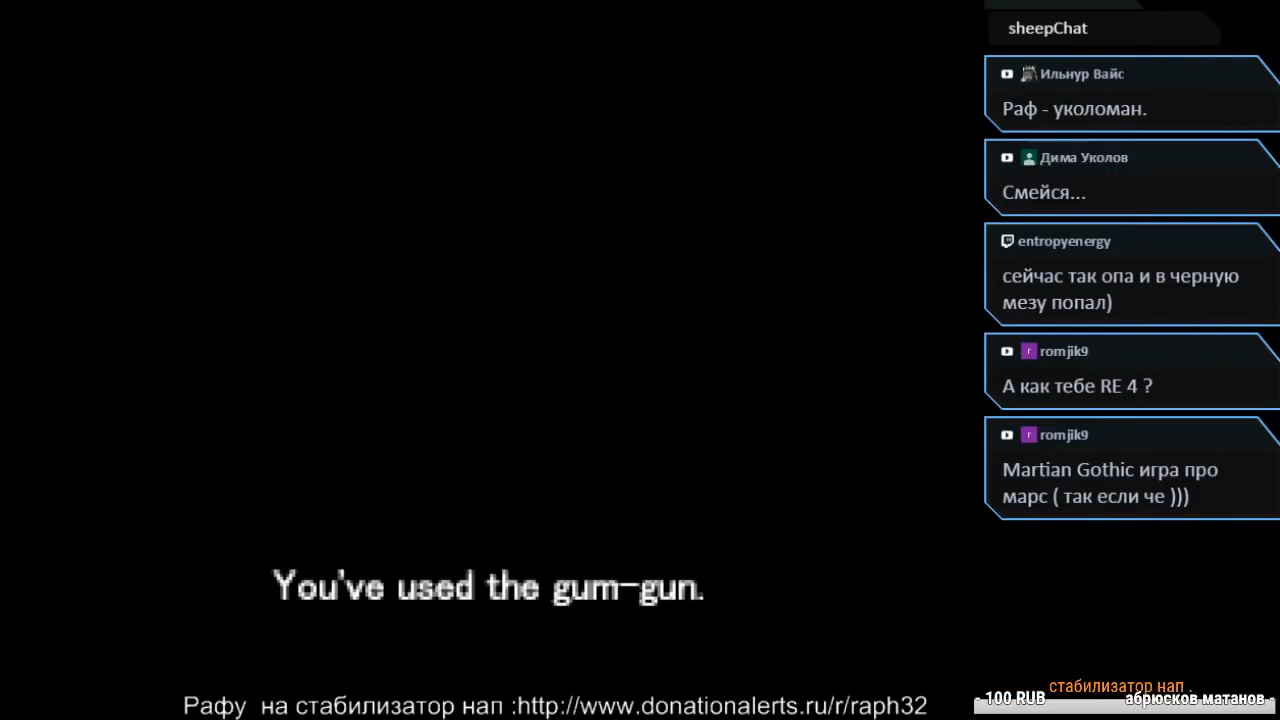 sheepChat
Ильнур Вайс
Раф - уколоман.
Дима Уколов
Смейся...
entropyenergy
сейчас так опа и в черную
мезу попал)
romjik9
А как тебе RE 4 ?
romjik9
Martian Gothic игра про
марс ( так если че )))
You've used the gum-gun.
Рафу на стабилизатор нап :http://www.donationalerts.ru/r/raph32
стабилизатор нап .
- 100 RUB абрюсков матанов -